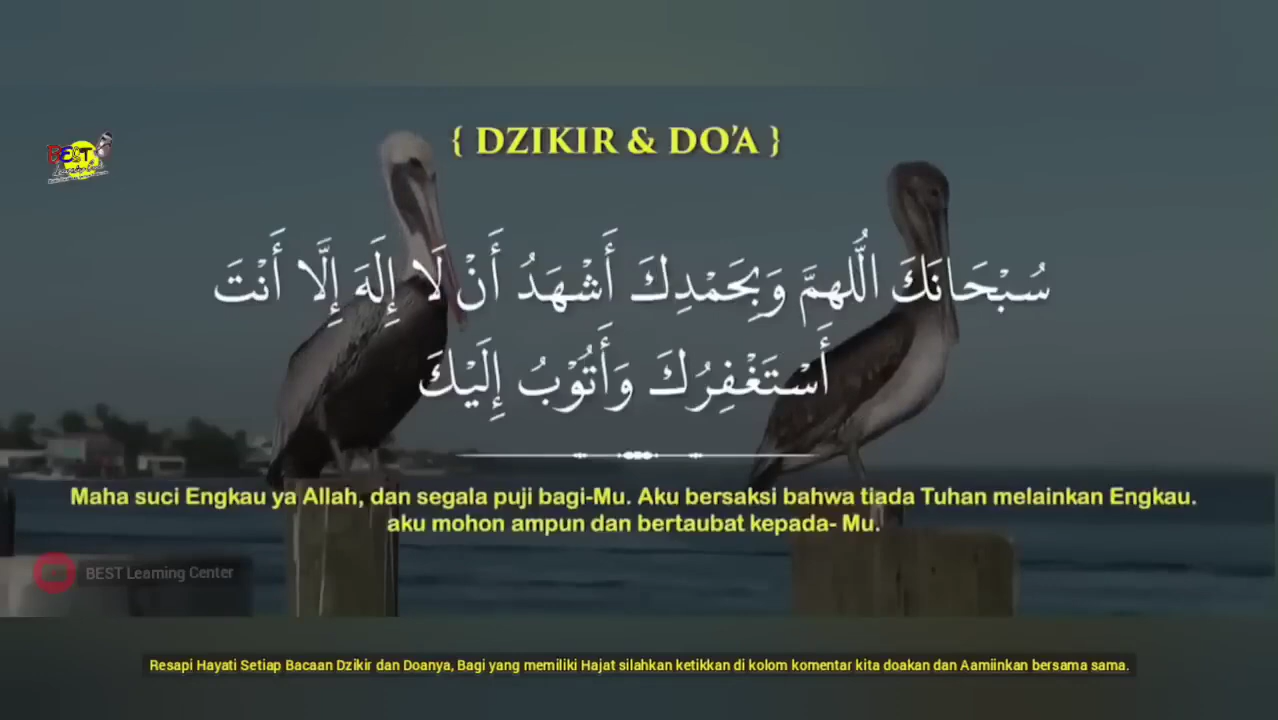 BEST
{ DZIKIR & DO'A }
سُبْحَانَكَ اللَّهُمَّ وَبِحَمْدِكَ أَشْهَدُ أَنْ لَا إِلَهَ إِلَّا أَنْتَ
أَسْتَغْفِرُكَ وَأَتُوْبُ إِلَيْكَ
Maha suci Engkau ya Allah, dan segala puji bagi-Mu. Aku bersaksi bahwa tiada Tuhan melainkan Engkau.
aku mohon ampun dan bertaubat kepada- Mu.
BEST Learning Center
Resapi Hayati Setiap Bacaan Dzikir dan Doanya, Bagi yang memiliki Hajat silahkan ketikkan di kolom komentar kita doakan dan Aamiinkan bersama sama.